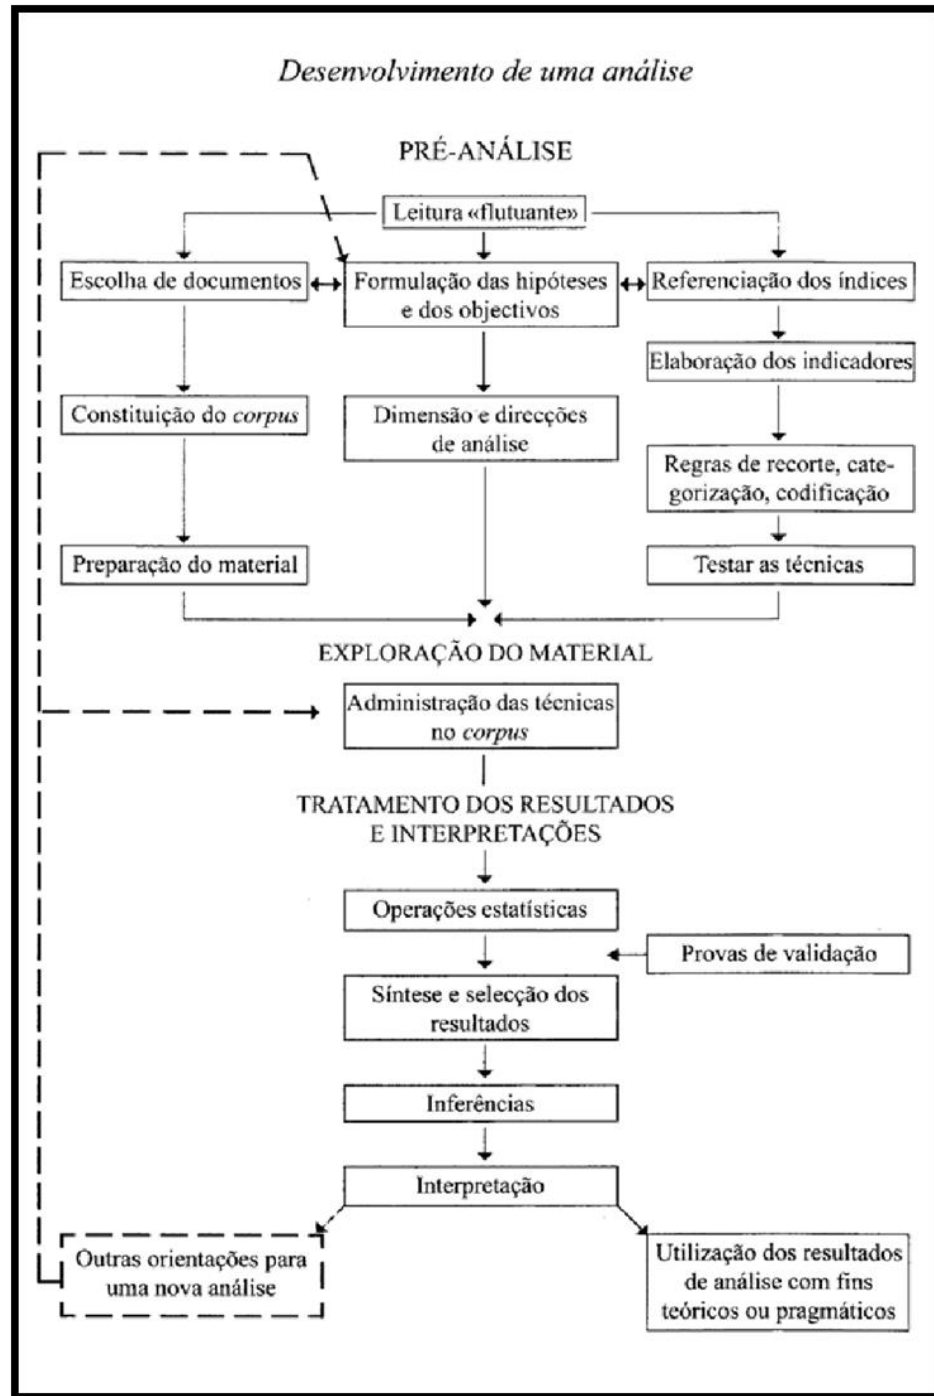 Desenvolvimento de uma análise
PRÉ-ANÁLISE
Leitura «flutuante»
Escolha de documentos
Formulação das hipóteses
e dos objectivos
Referenciação dos índices
Elaboração dos indicadores
Constituição do corpus
Dimensão e direcções
de análise
Regras de recorte, cate-
gorização, codificação
Preparação do material
Testar as técnicas
EXPLORAÇÃO DO MATERIAL
Administração das técnicas
no corpus
TRATAMENTO DOS RESULTADOS
E INTERPRETAÇÕES
Operações estatísticas
Provas de validação
Síntese e selecção dos
resultados
Inferências
Interpretação
Outras orientações para
uma nova análise
Utilização dos resultados
de análise com fins
teóricos ou pragmáticos